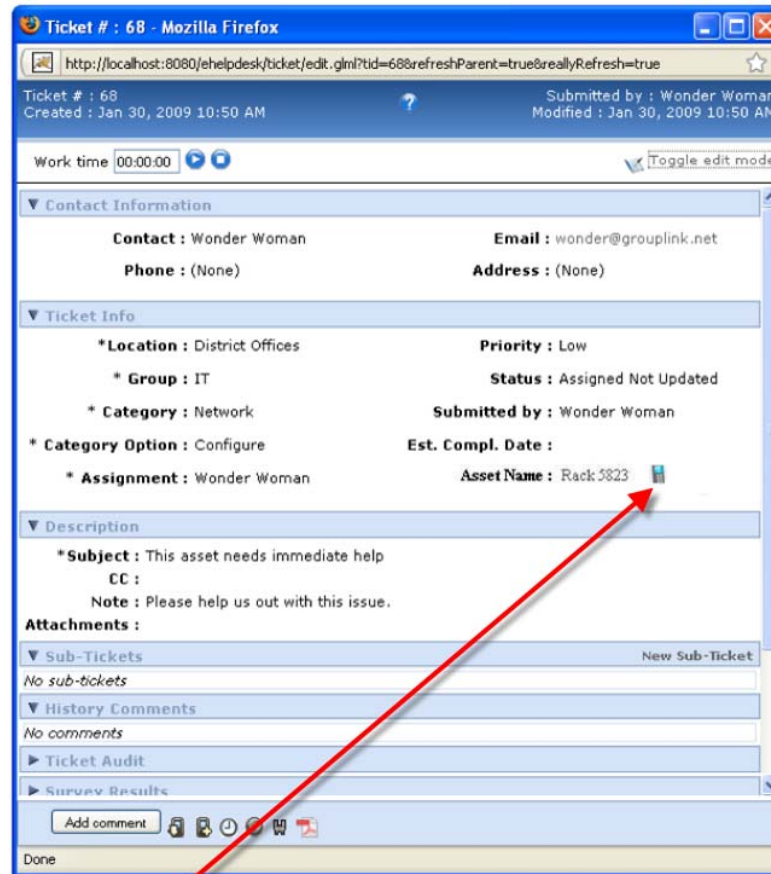 Ticket # : 68 - Mozilla Firefox
http://localhost:8080/ehelpdesk/ticket/edit.glml?tid=68&refreshParent=true&reallyRefresh=true
Ticket # : 68 Submitted by : Wonder Woman
Created : Jan 30, 2009 10:50 AM ? Modified : Jan 30, 2009 10:50 AM
Work time 00:00:00 Toggle edit mode
Contact Information
Contact : Wonder Woman Email : wonder@grouplink.net
Phone : (None) Address : (None)
Ticket Info
*Location : District Offices Priority : Low
* Group : IT Status : Assigned Not Updated
* Category : Network Submitted by : Wonder Woman
* Category Option : Configure Est. Compl. Date :
* Assignment : Wonder Woman Asset Name : Rack 5823
Description
*Subject : This asset needs immediate help
CC :
Note : Please help us out with this issue.
Attachments :
Sub-Tickets New Sub-Ticket
No sub-tickets
History Comments
No comments
Ticket Audit
Survey Results
Add comment
Done